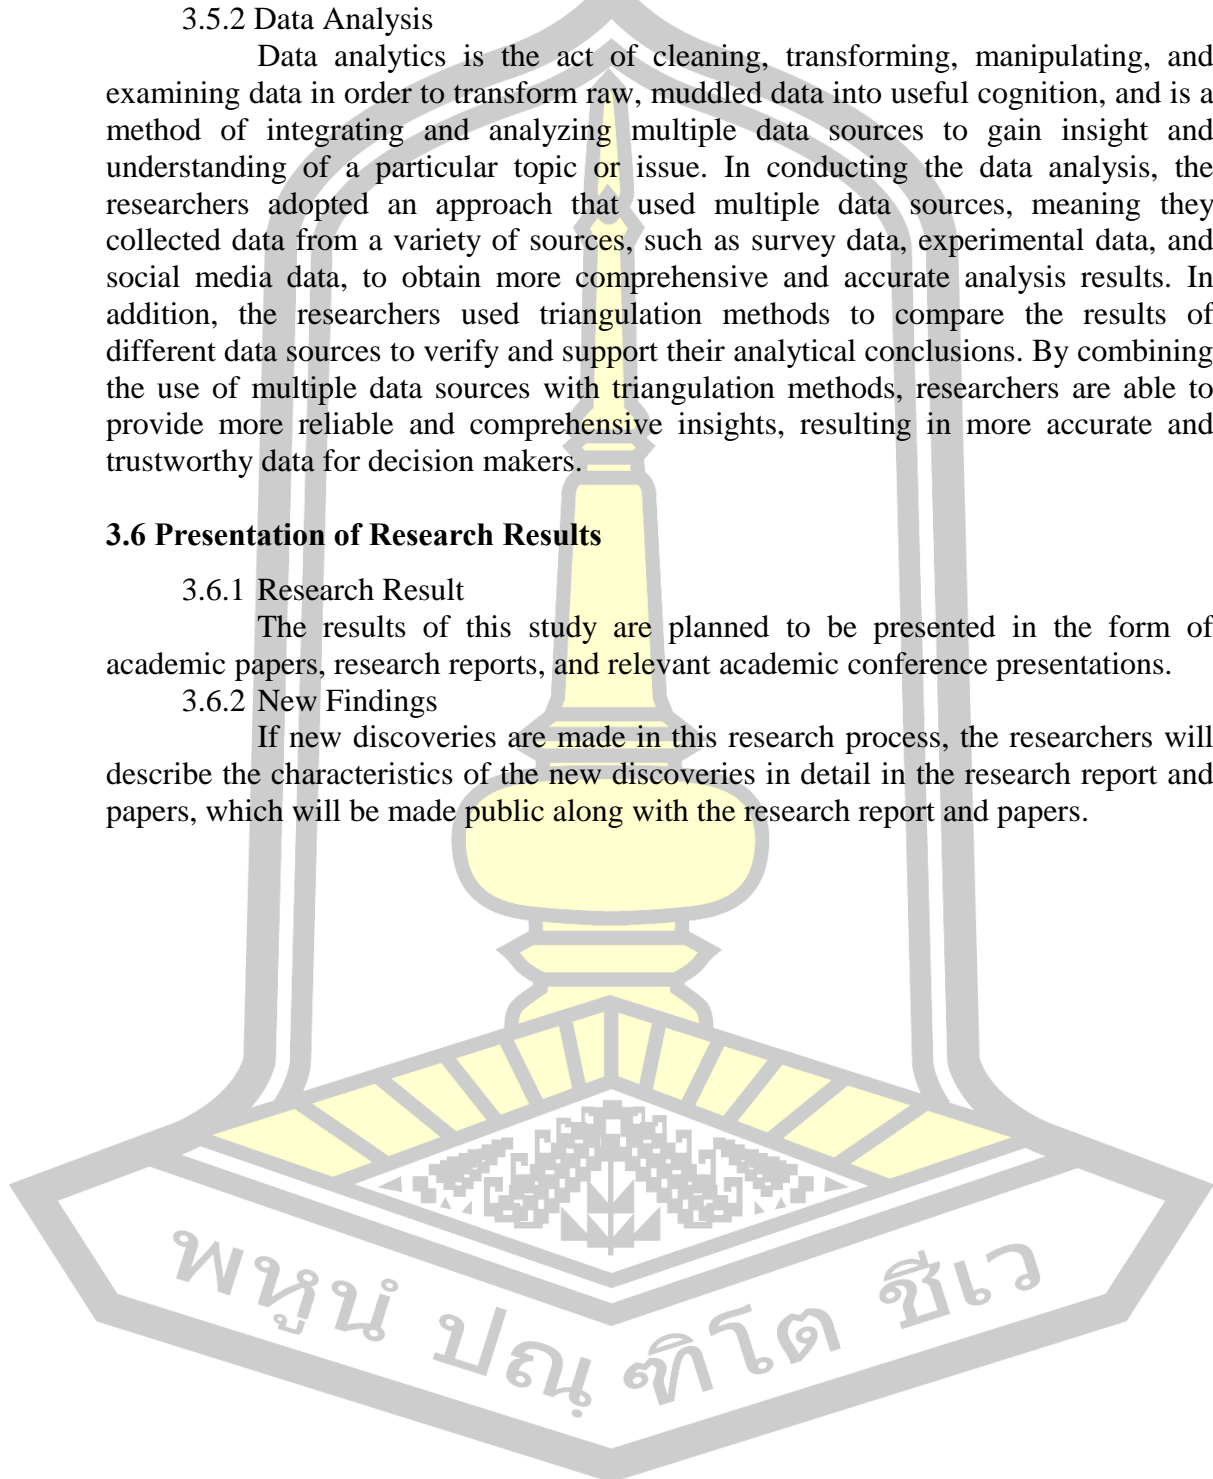 3.5.2 Data Analysis
Data analytics is the act of cleaning, transforming, manipulating, and
examining data in order to transform raw, muddled data into useful cognition, and is a
method of integrating and analyzing multiple data sources to gain insight and
understanding of a particular topic or issue. In conducting the data analysis, the
researchers adopted an approach that used multiple data sources, meaning they
collected data from a variety of sources, such as survey data, experimental data, and
social media data, to obtain more comprehensive and accurate analysis results. In
addition, the researchers used triangulation methods to compare the results of
different data sources to verify and support their analytical conclusions. By combining
the use of multiple data sources with triangulation methods, researchers are able to
provide more reliable and comprehensive insights, resulting in more accurate and
trustworthy data for decision makers.
3.6 Presentation of Research Results
3.6.1 Research Result
The results of this study are planned to be presented in the form of
academic papers, research reports, and relevant academic conference presentations.
3.6.2 New Findings
If new discoveries are made in this research process, the researchers will
describe the characteristics of the new discoveries in detail in the research report and
papers, which will be made public along with the research report and papers.
พหูนํ ปณฺฑิโต ชีเว